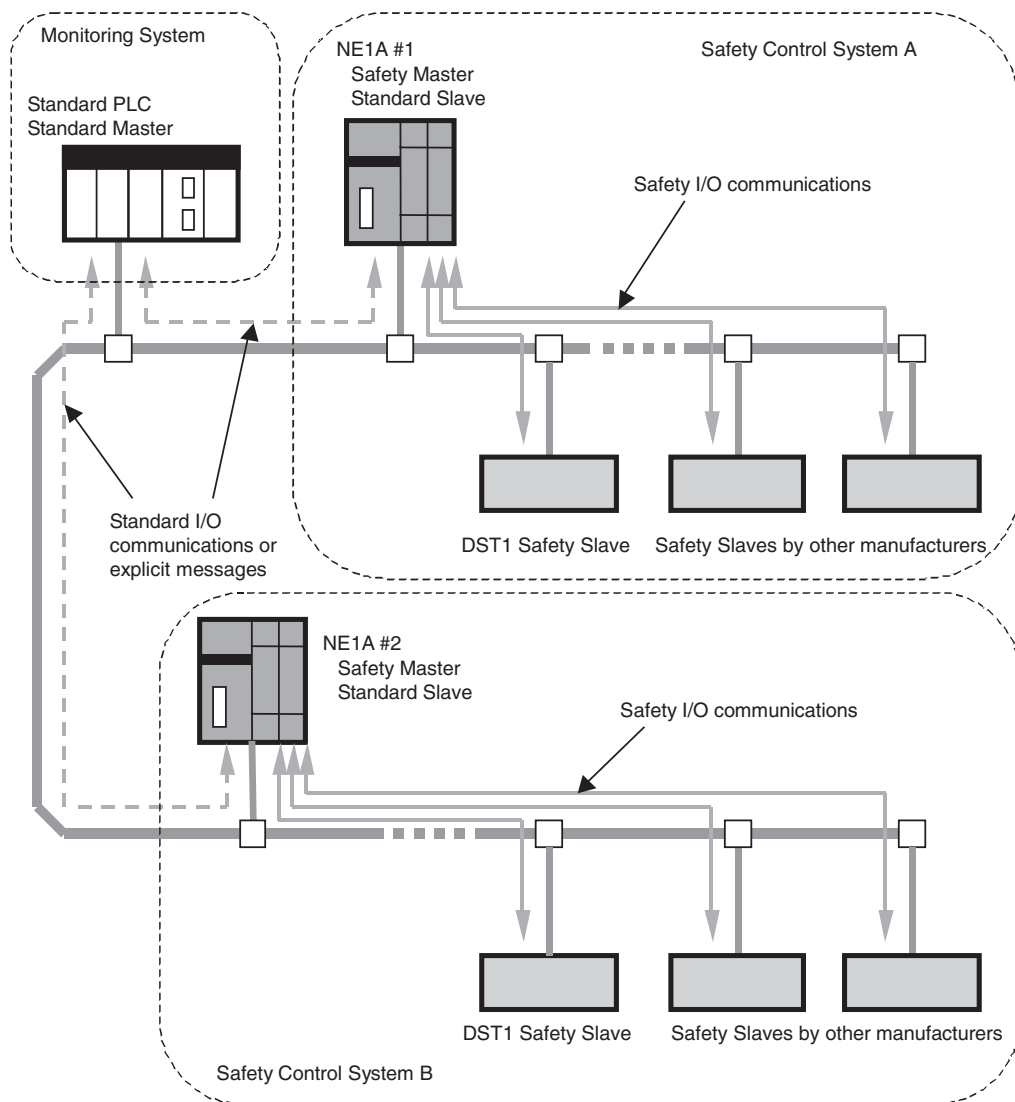 Monitoring System
Standard PLC
Standard Master
NE1A #1
Safety Master
Standard Slave
Safety Control System A
Safety I/O communications
Standard I/O
communications or
explicit messages
DST1 Safety Slave
Safety Slaves by other manufacturers
NE1A #2
Safety Master
Standard Slave
Safety I/O communications
DST1 Safety Slave
Safety Slaves by other manufacturers
Safety Control System B